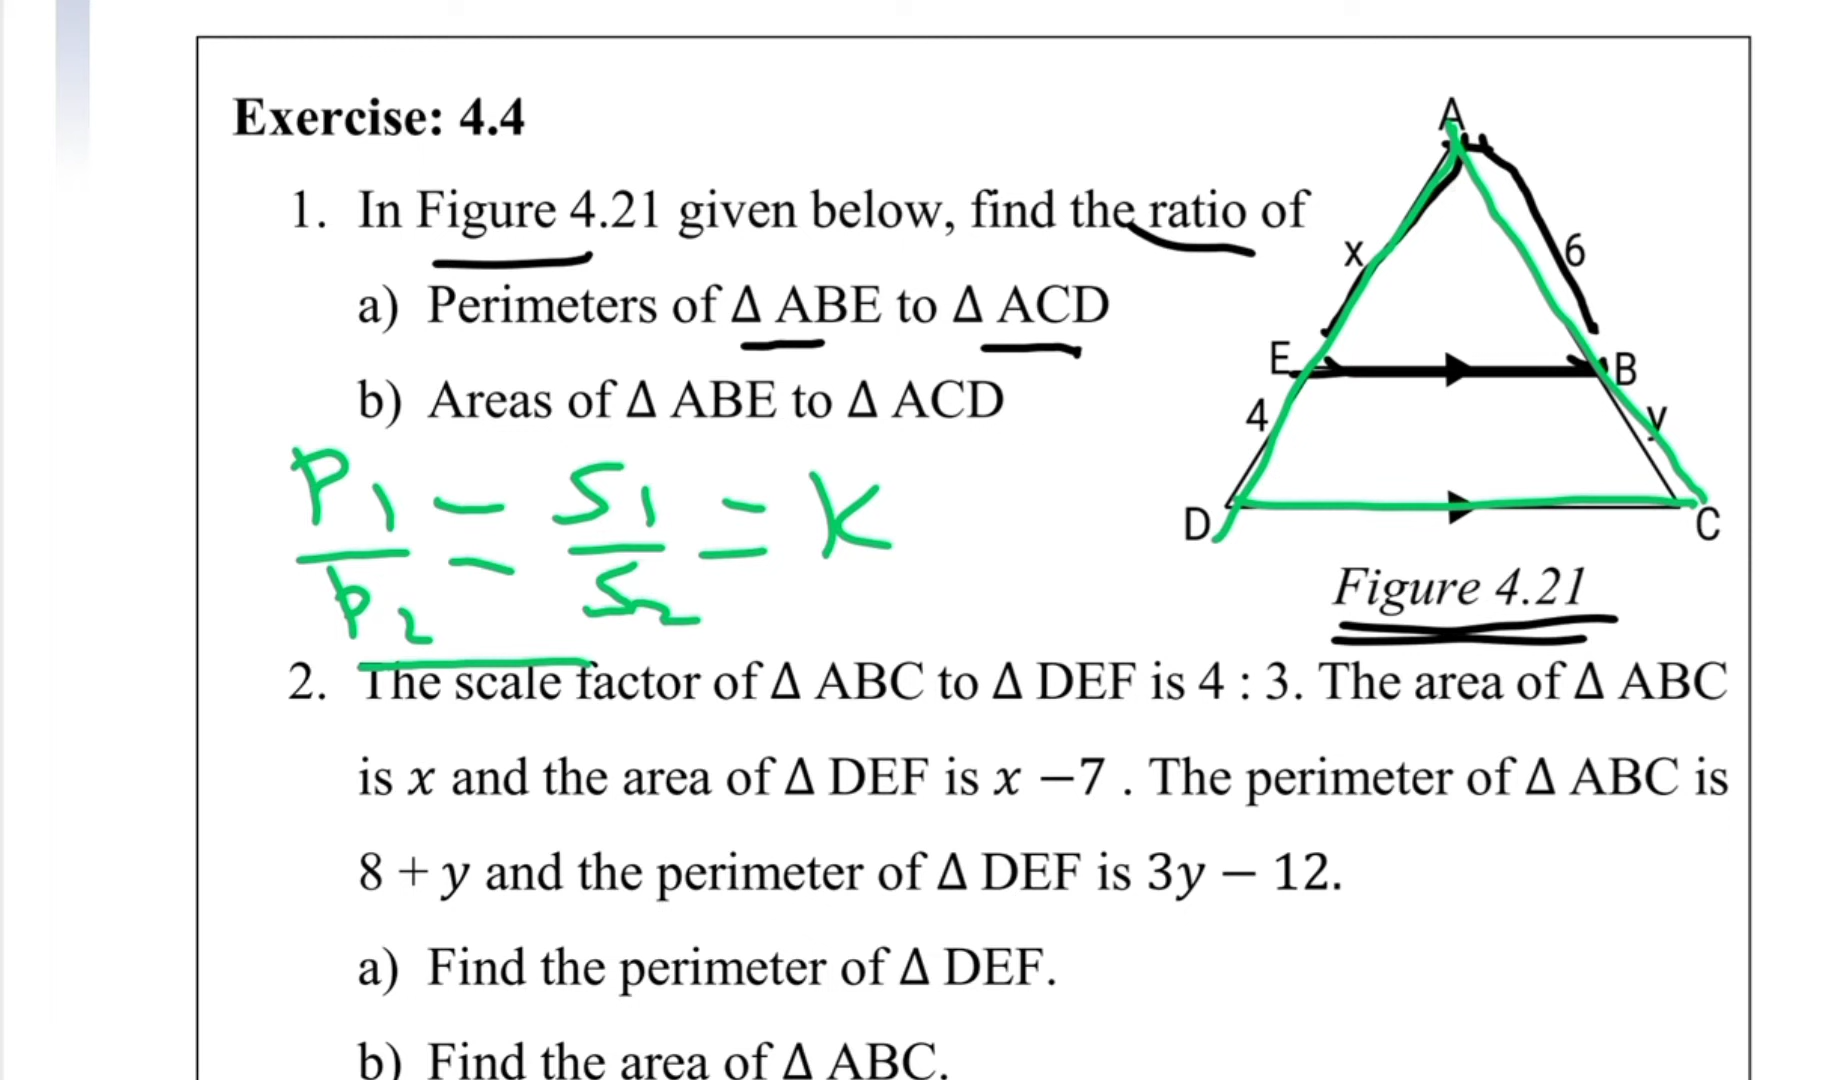 Exercise: 4.4
1. In Figure 4.21 given below, find the ratio of
a) Perimeters of Δ ABE to Δ ACD
b) Areas of Δ ABE to Δ ACD
A
x
6
E
B
4
y
D
C
Figure 4.21
P₁/P₂ = S₁/S₂ = K
2. The scale factor of Δ ABC to Δ DEF is 4 : 3. The area of Δ ABC
is x and the area of Δ DEF is x −7 . The perimeter of Δ ABC is
8 + y and the perimeter of Δ DEF is 3y − 12.
a) Find the perimeter of Δ DEF.
b) Find the area of Δ ABC.